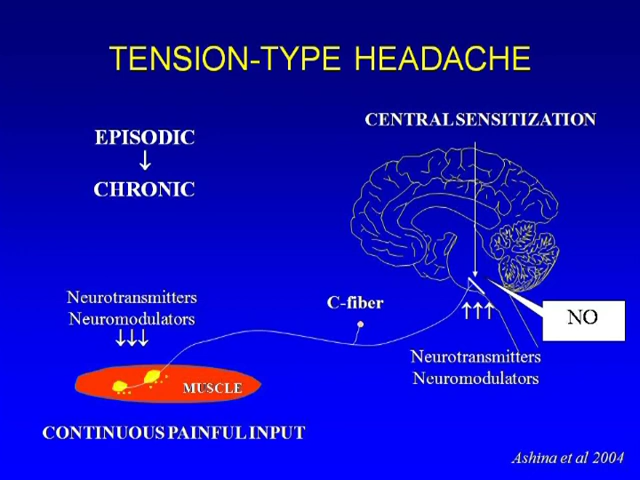 TENSION-TYPE HEADACHE
CENTRAL SENSITIZATION
EPISODIC
↓
CHRONIC
Neurotransmitters
Neuromodulators
↓↓↓
C-fiber
↑↑↑
NO
Neurotransmitters
Neuromodulators
MUSCLE
CONTINUOUS PAINFUL INPUT
Ashina et al 2004